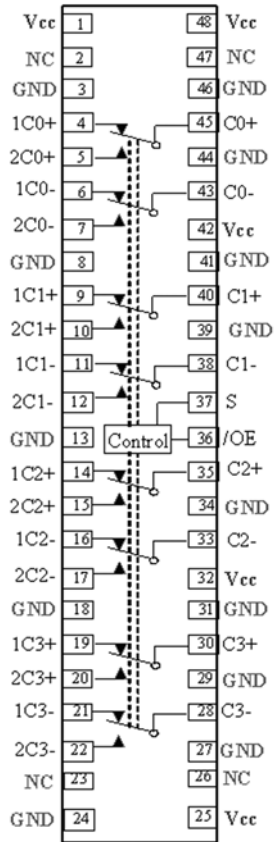 Vcc 1 48 Vcc
NC 2 47 NC
GND 3 46 GND
1C0+ 4 45 C0+
2C0+ 5 44 GND
1C0- 6 43 C0-
2C0- 7 42 Vcc
GND 8 41 GND
1C1+ 9 40 C1+
2C1+ 10 39 GND
1C1- 11 38 C1-
2C1- 12 37 S
GND 13 Control 36 /OE
1C2+ 14 35 C2+
2C2+ 15 34 GND
1C2- 16 33 C2-
2C2- 17 32 Vcc
GND 18 31 GND
1C3+ 19 30 C3+
2C3+ 20 29 GND
1C3- 21 28 C3-
2C3- 22 27 GND
NC 23 26 NC
GND 24 25 Vcc